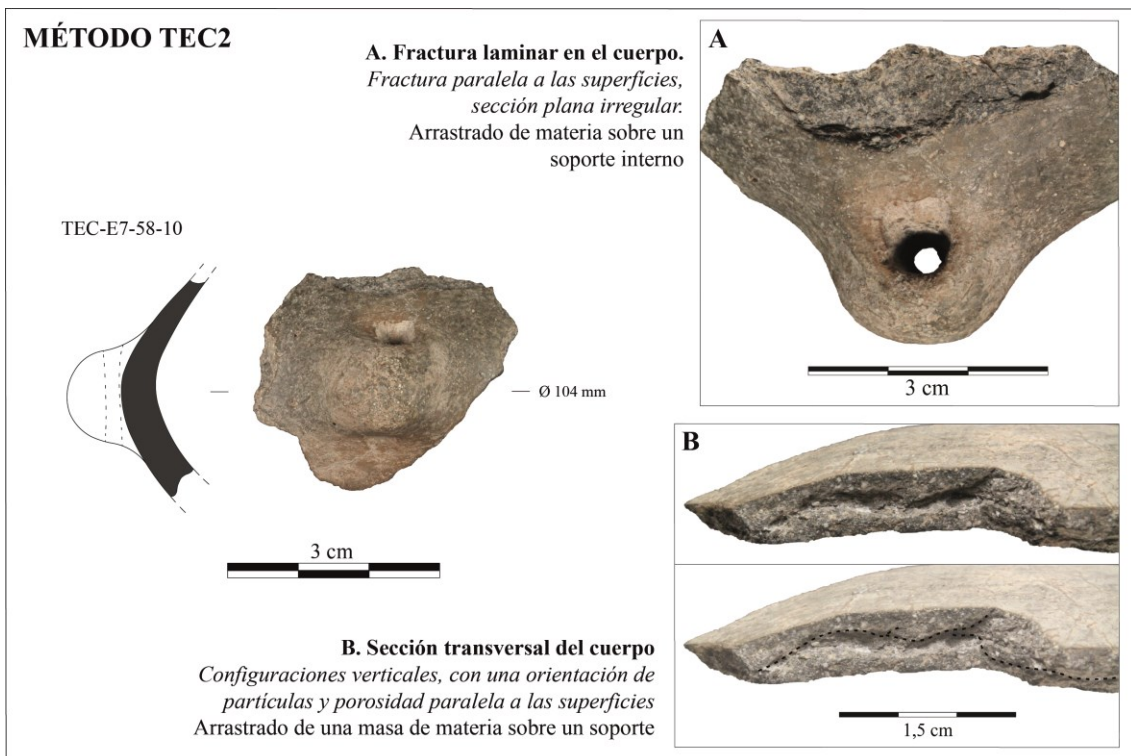 MÉTODO TEC2
A. Fractura laminar en el cuerpo.
Fractura paralela a las superfícies,
sección plana irregular.
Arrastrado de materia sobre un
soporte interno
A
3 cm
TEC-E7-58-10
Ø 104 mm
3 cm
B
B. Sección transversal del cuerpo
Configuraciones verticales, con una orientación de
partículas y porosidad paralela a las superficies
Arrastrado de una masa de materia sobre un soporte
1,5 cm